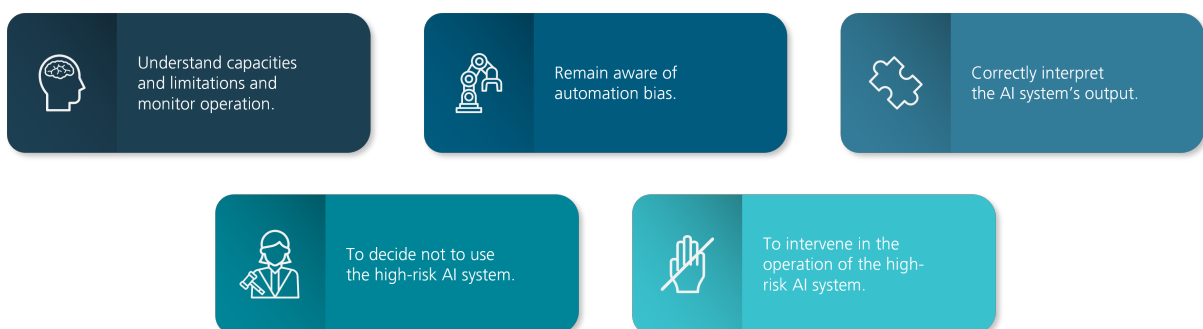 Understand capacities
and limitations and
monitor operation.
Remain aware of
automation bias.
Correctly interpret
the AI system's output.
To decide not to use
the high-risk AI system.
To intervene in the
operation of the high-
risk AI system.